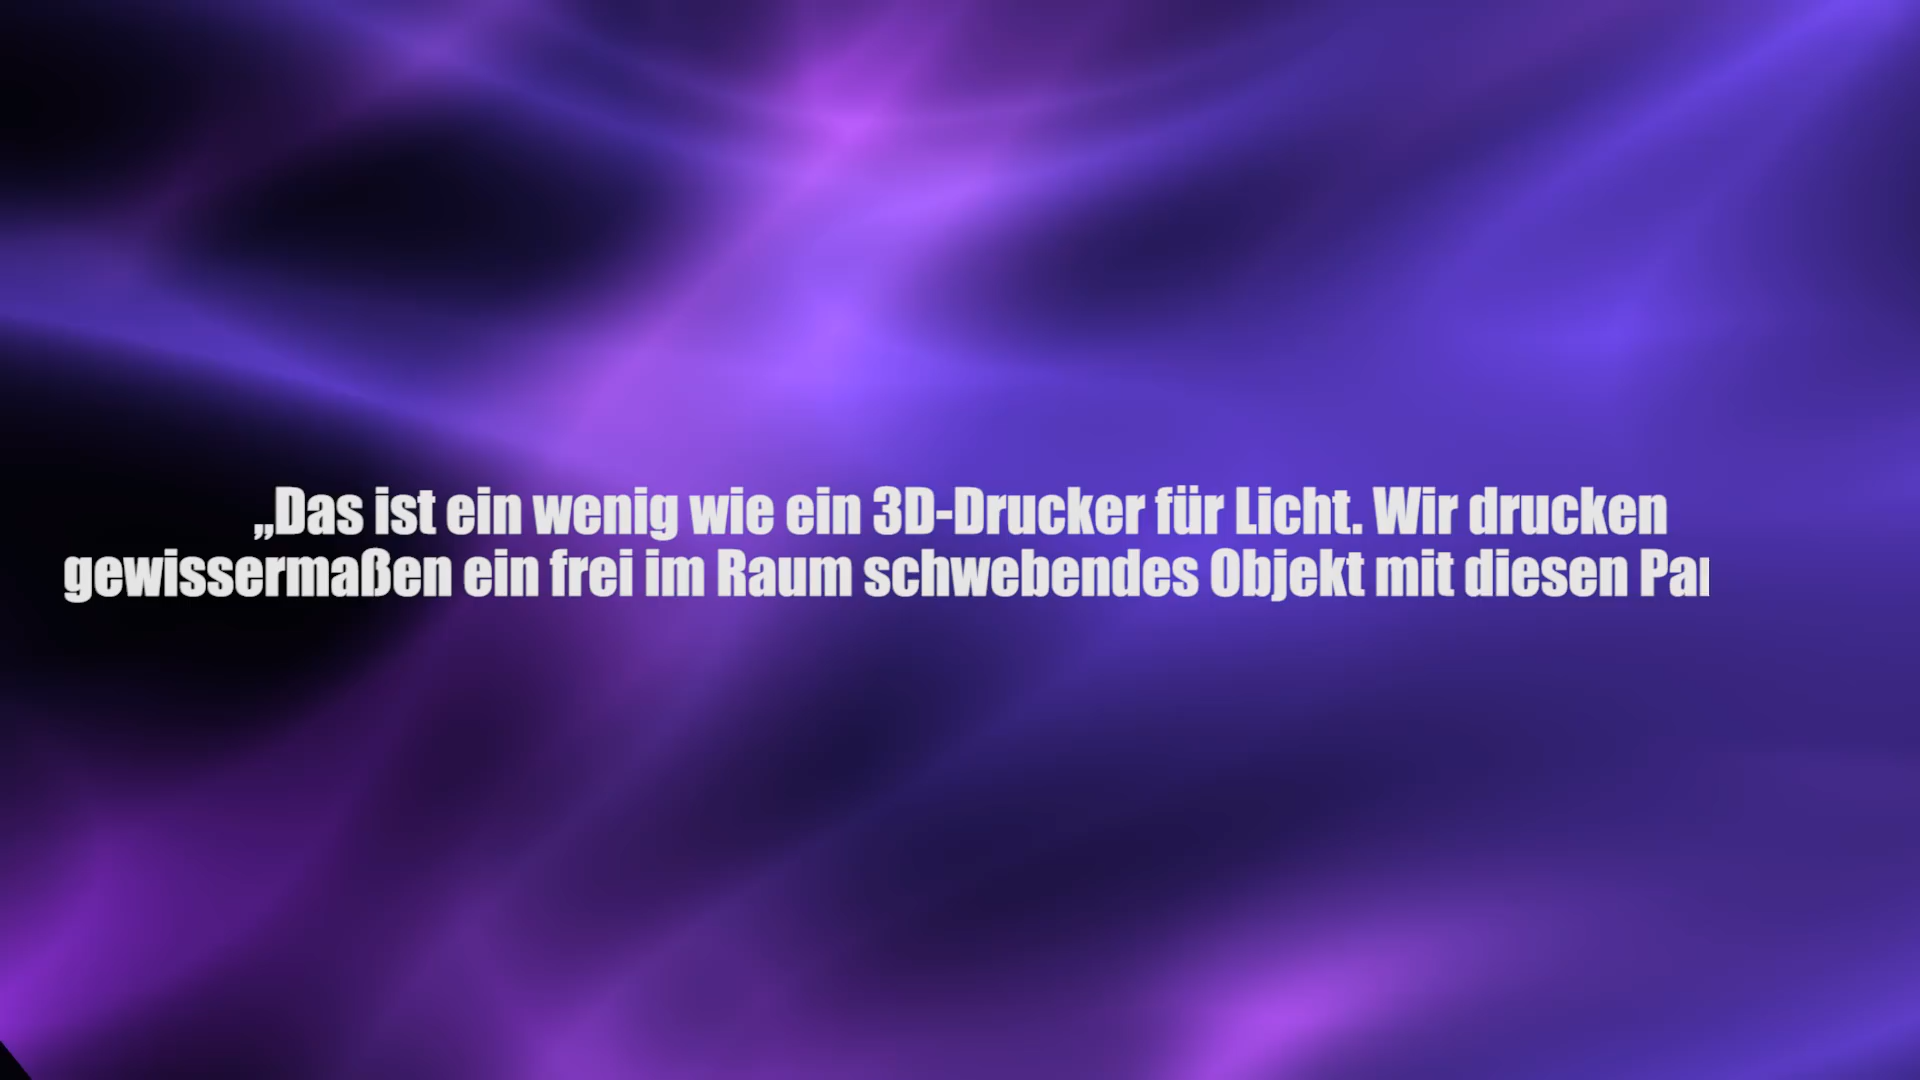 „Das ist ein wenig wie ein 3D-Drucker für Licht. Wir drucken
gewissermaßen ein frei im Raum schwebendes Objekt mit diesen